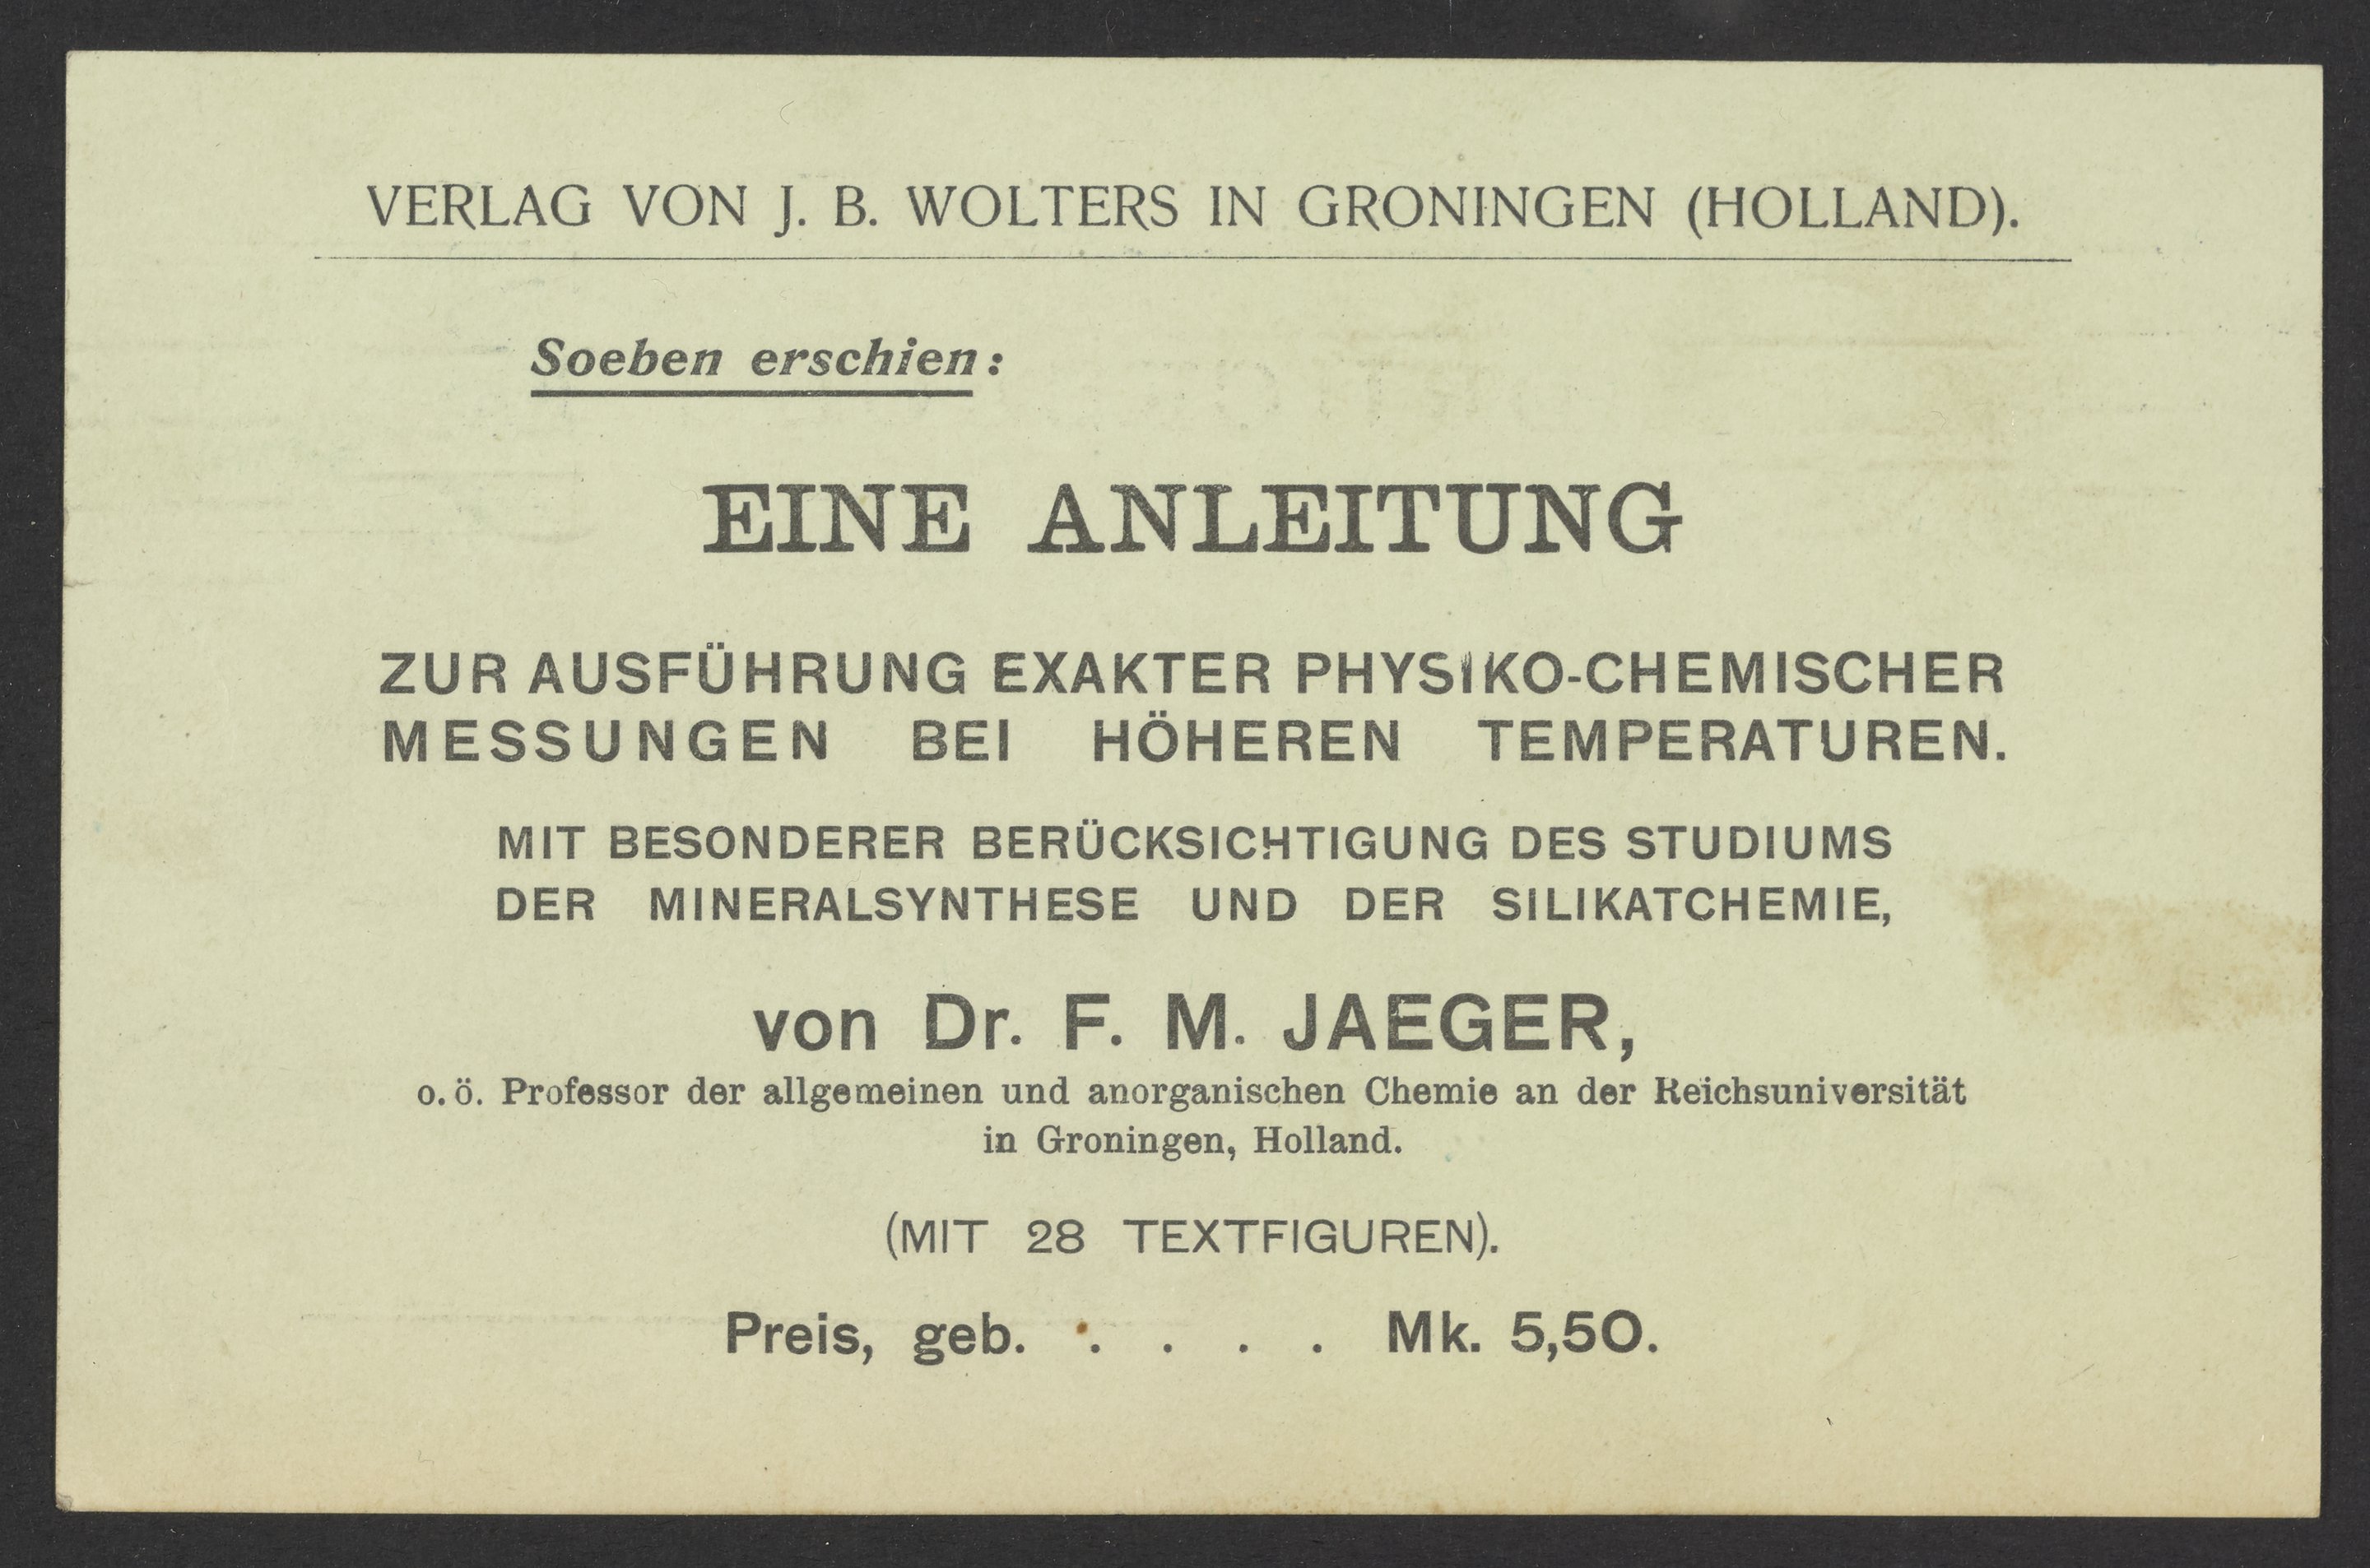 VERLAG VON J. B. WOLTERS IN GRONINGEN (HOLLAND).
Soeben erschien:
EINE ANLEITUNG
ZUR AUSFÜHRUNG EXAKTER PHYSIKO-CHEMISCHER
MESSUNGEN BEI HÖHEREN TEMPERATUREN.
MIT BESONDERER BERÜCKSICHTIGUNG DES STUDIUMS
DER MINERALSYNTHESE UND DER SILIKATCHEMIE,
von Dr. F. M. JAEGER,
o. ö. Professor der allgemeinen und anorganischen Chemie an der Reichsuniversität
in Groningen, Holland.
(MIT 28 TEXTFIGUREN).
Preis, geb. . . . . Mk. 5,50.